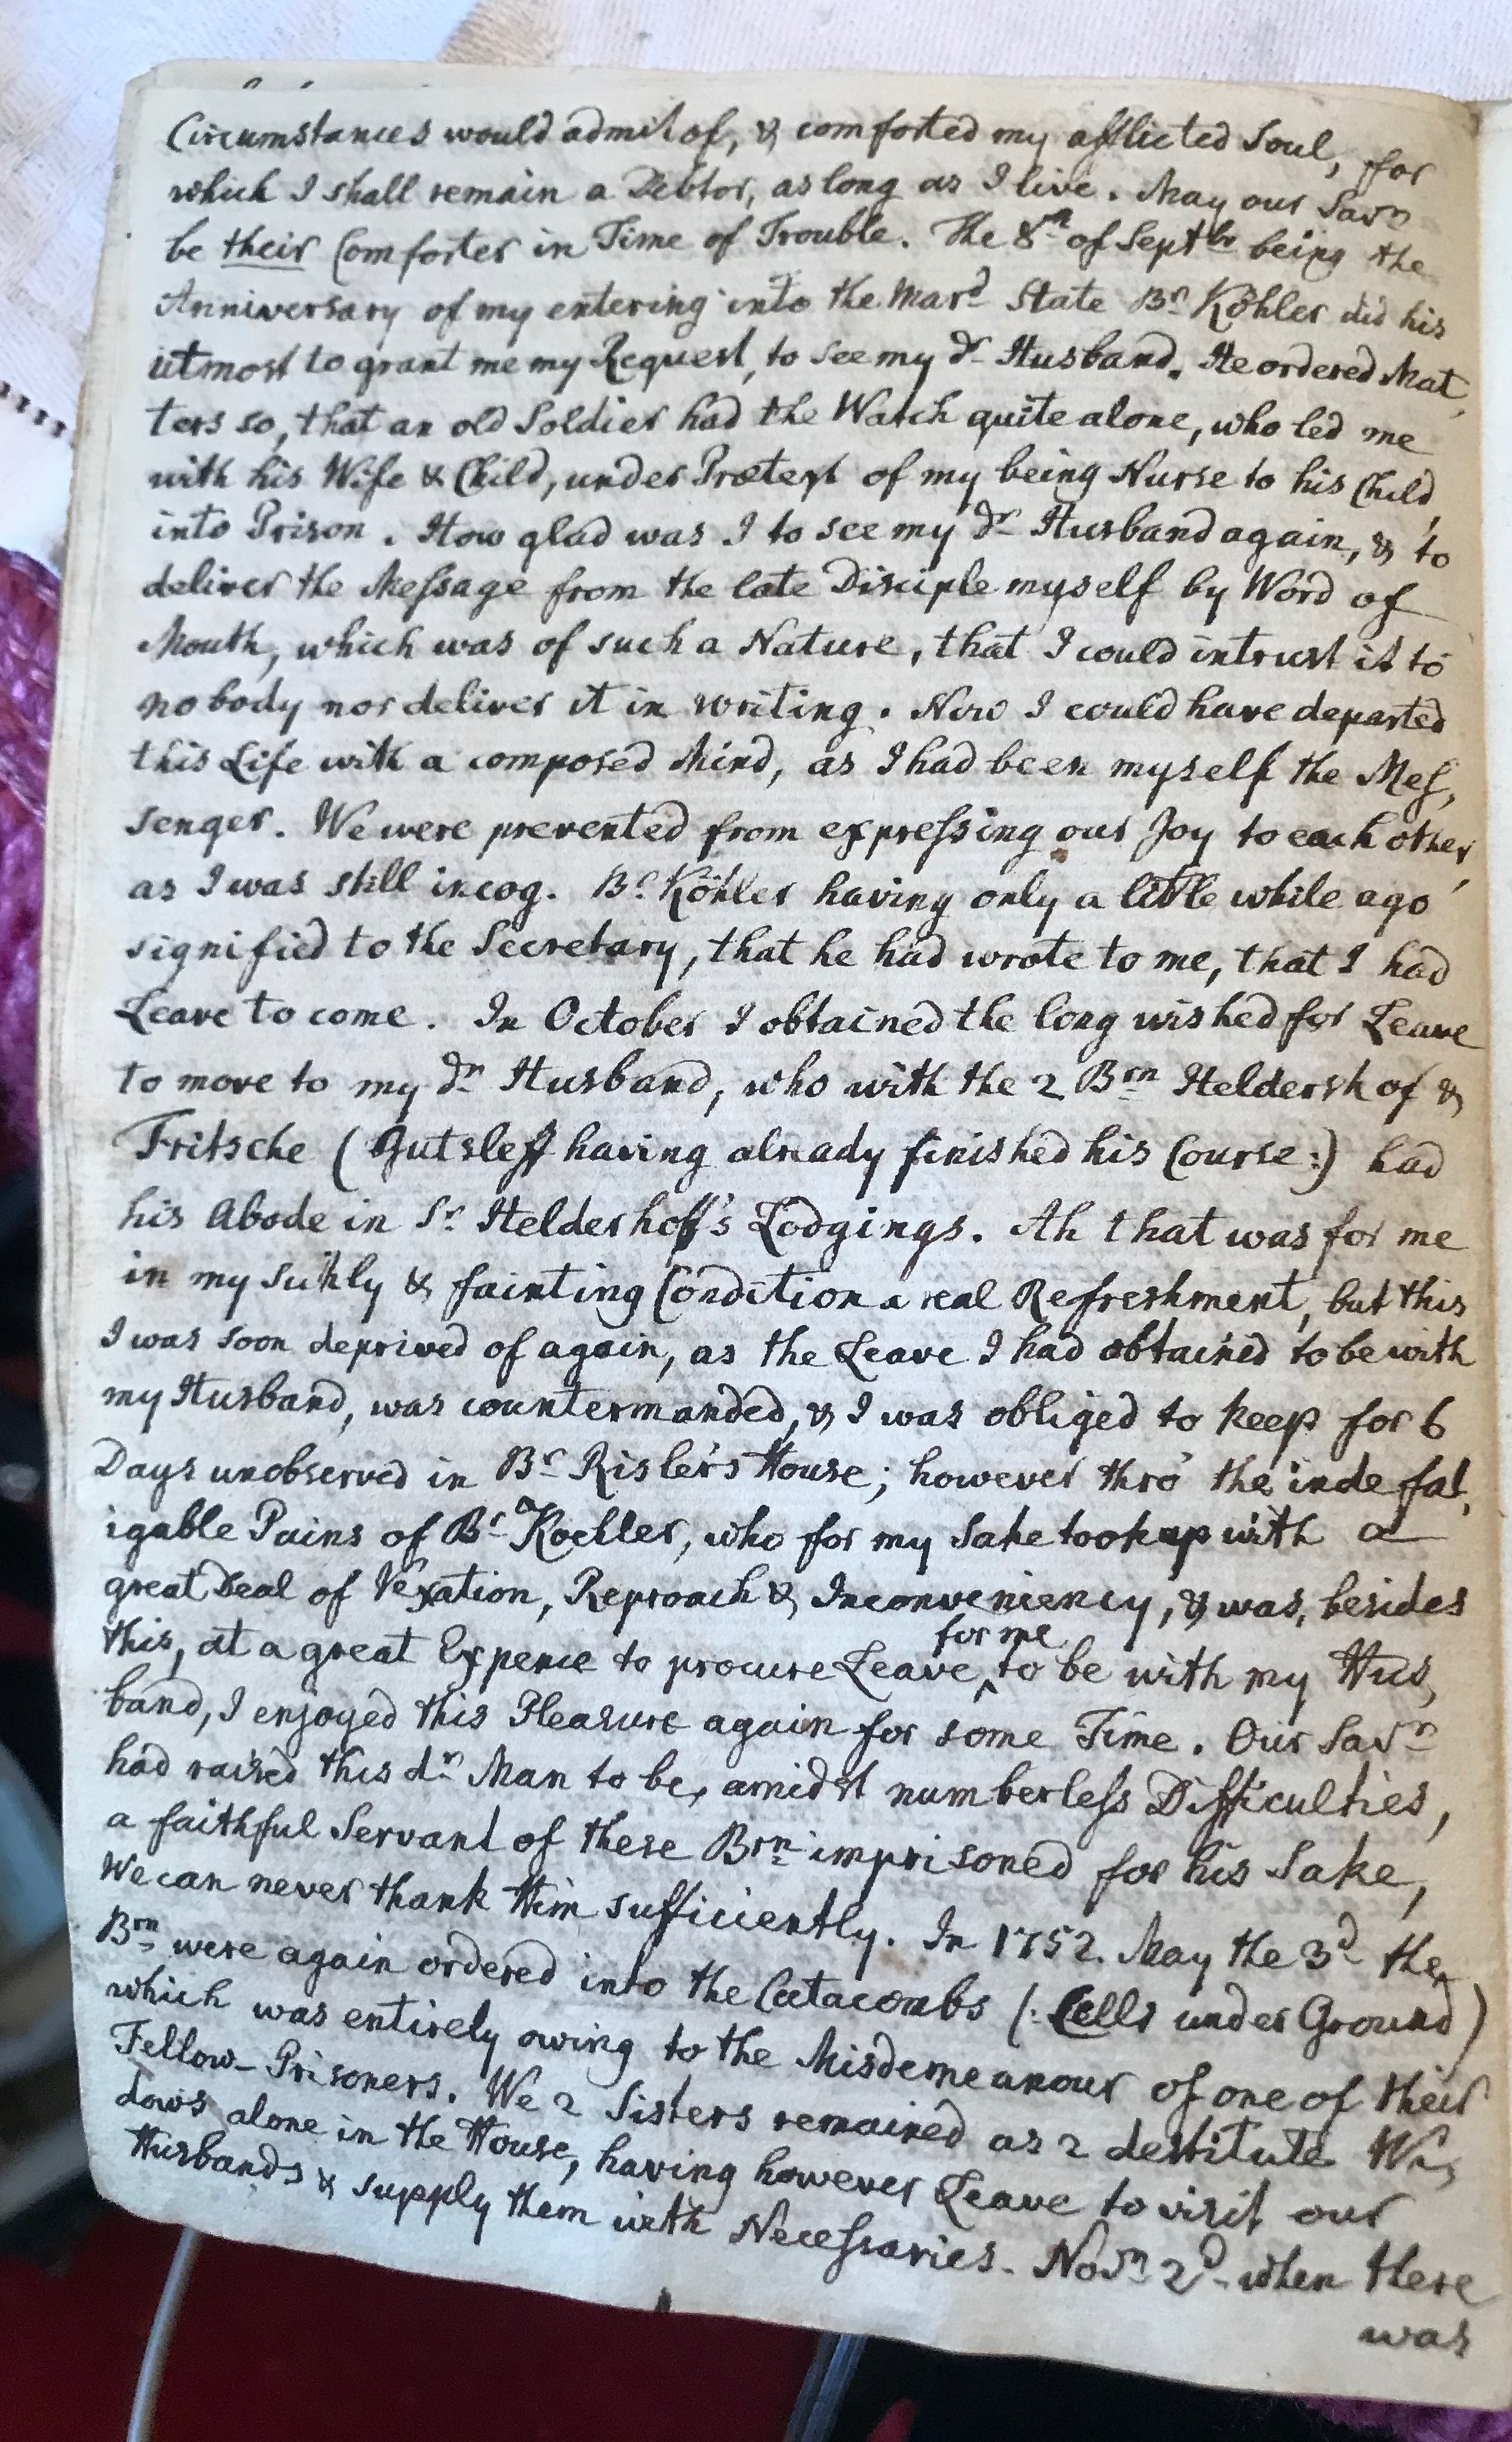 Circumstances would admit of, & comforted my afflicted Soul, for
which I shall remain a Debtor, as long as I live. May our Savr
be their Comforter in Time of Trouble. The 8th of Septbr being the
Anniversary of my entering into the Mard State Br Köhler did his
utmost to grant me my Request, to see my dr Husband. He ordered Mat,
ters so, that an old Soldier had the Watch quite alone, who led me
with his Wife & Child, under Pretext of my being Nurse to his Child,
into Prison. How glad was I to see my dr Husband again, & to
deliver the Message from the late Disciple myself by Word of
Mouth, which was of such a Nature, that I could intrust it to
nobody nor deliver it in writing. Now I could have departed
this Life with a composed Mind, as I had been myself the Mes,
senger. We were prevented from expressing our Joy to each other,
as I was still incog. Br Köhler having only a little while ago
signified to the Secretary, that he had wrote to me, that I had
Leave to come. In October I obtained the long wished for Leave
to move to my dr Husband, who with the 2 Brn Heldershof &
Fritsche (Gutsleff having already finished his Course:) had
his Abode in Sr Heldershoff's Lodgings. Ah that was for me
in my sickly & fainting Condition a real Refreshment, but this
I was soon deprived of again, as the Leave I had obtained to be with
my Husband, was countermanded, & I was obliged to keep for 6
Days unobserved in Br Risler's House; however thro' the indefat,
igable Pains of Br Koehler, who for my Sake took up with a
great Deal of Vexation, Reproach & Inconveniency, & was, besides
for me
this, at a great Expence to procure Leave ^ to be with my Hus,
band, I enjoyed this Pleasure again for some Time. Our Savr
had raised this dr Man to be, amidst numberless Difficulties,
a faithful Servant of these Brn imprisoned for his Sake,
We can never thank Him sufficiently. In 1752. May the 3d the
Brn were again ordered into the Catacombs (: Cells under Ground)
which was entirely owing to the Misdemeanour of one of their
Fellow-Prisoners. We 2 Sisters remained as 2 destitute Wi,
dows alone in the House, having however Leave to visit our
Husbands & supply them with Necessaries. Novr 2d when there
was